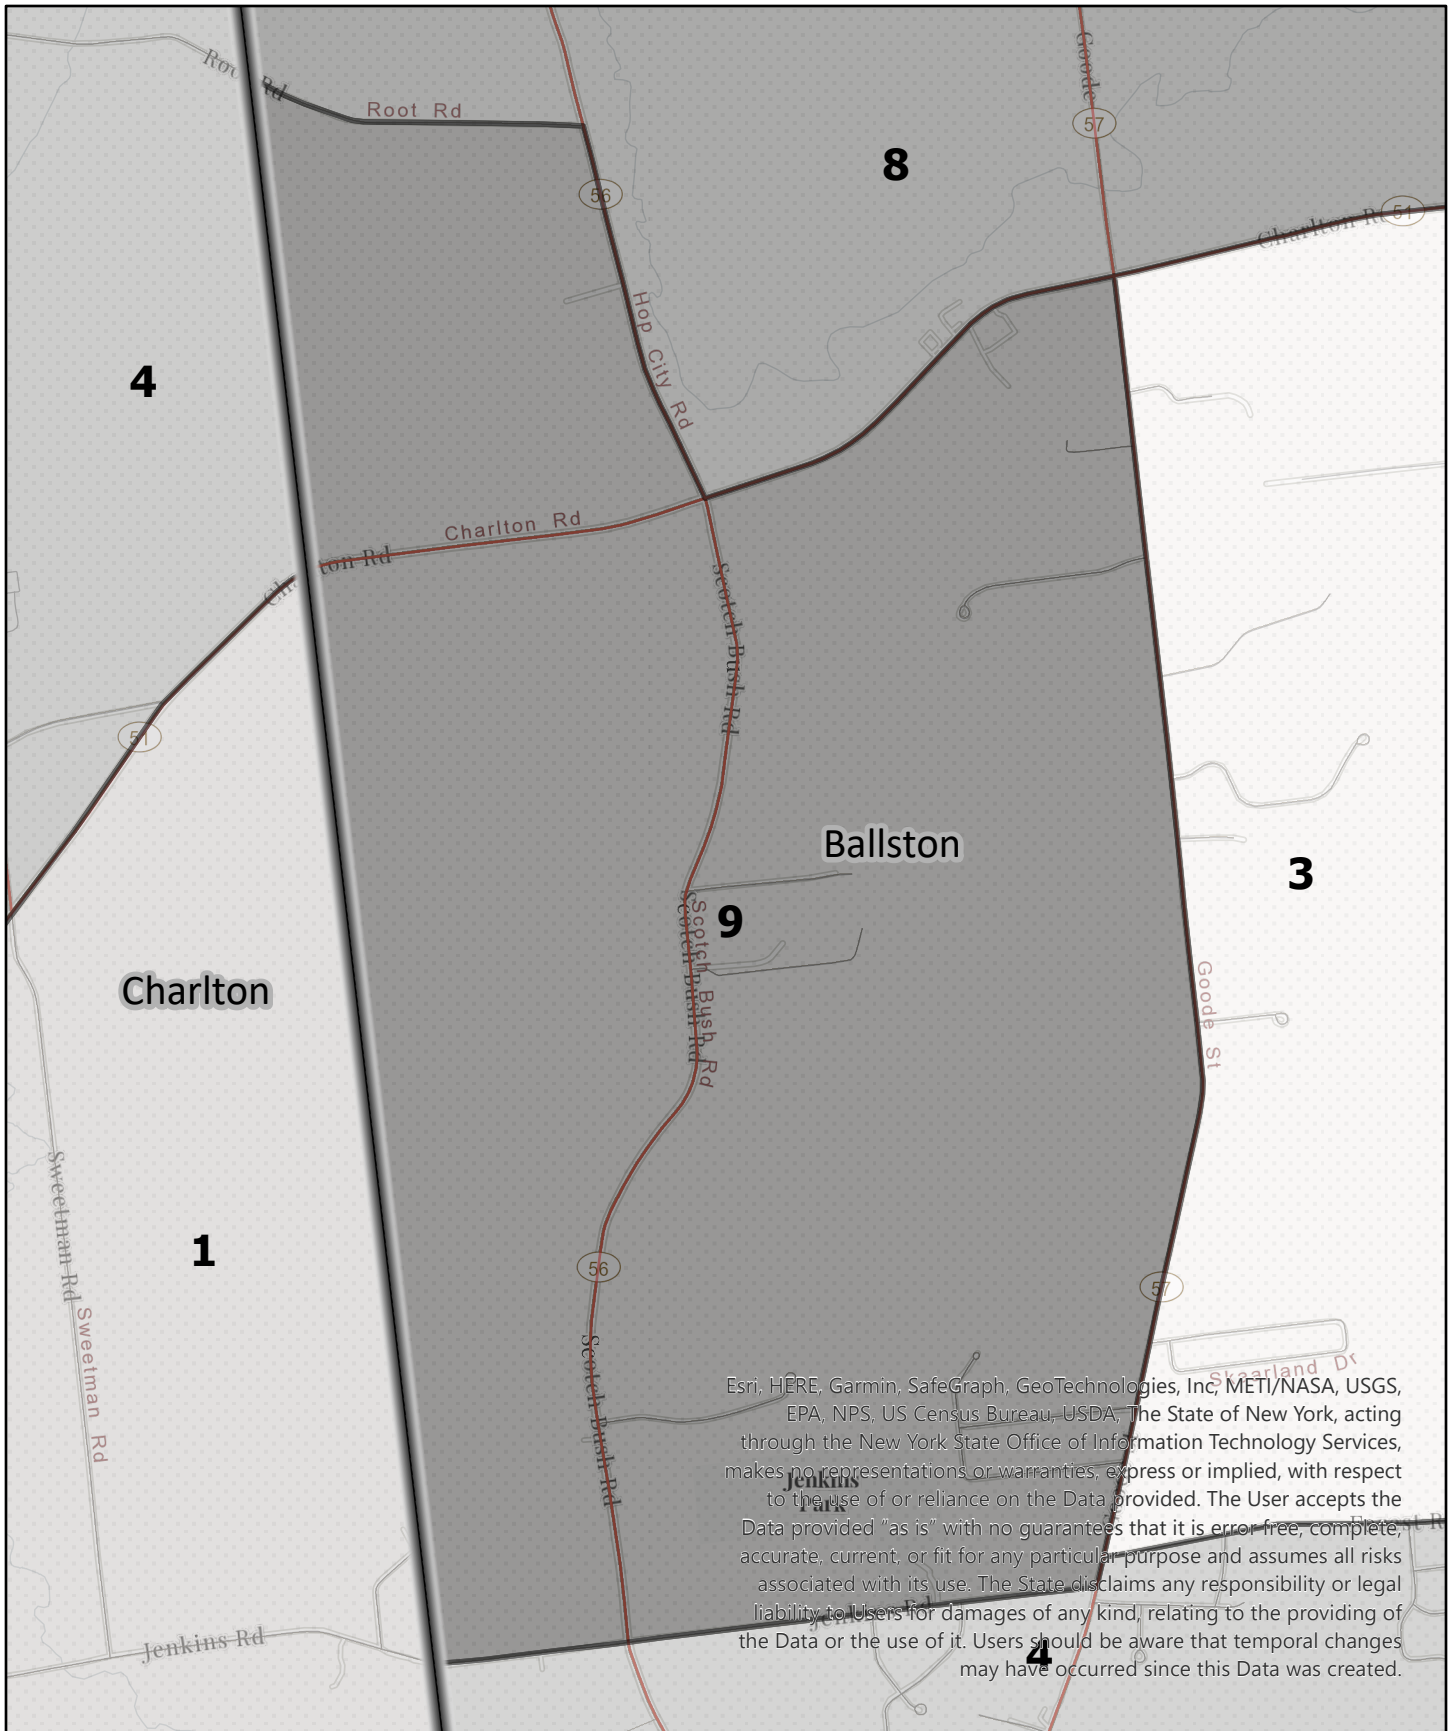 Root Rd
Root Rd
Goode
57
8
56
Charlton Rd
51
Hop City Rd
4
Charlton Rd
Charlton Rd
Scotch Bush Rd
51
Ballston
3
9
Scotch Bush Rd
Scotch Bush Rd
Goode St
Charlton
Sweetman Rd
1
56
57
Sweetman Rd
Scotch Bush Rd
Skaarland Dr
Esri, HERE, Garmin, SafeGraph, GeoTechnologies, Inc, METI/NASA, USGS,
EPA, NPS, US Census Bureau, USDA, The State of New York, acting
through the New York State Office of Information Technology Services,
makes no representations or warranties, express or implied, with respect
to the use of or reliance on the Data provided. The User accepts the
Data provided "as is" with no guarantees that it is error free, complete,
accurate, current, or fit for any particular purpose and assumes all risks
associated with its use. The State disclaims any responsibility or legal
liability to Users for damages of any kind, relating to the providing of
the Data or the use of it. Users should be aware that temporal changes
may have occurred since this Data was created.
Jenkins
Park
Jenkins Rd
Jenkins Rd
4